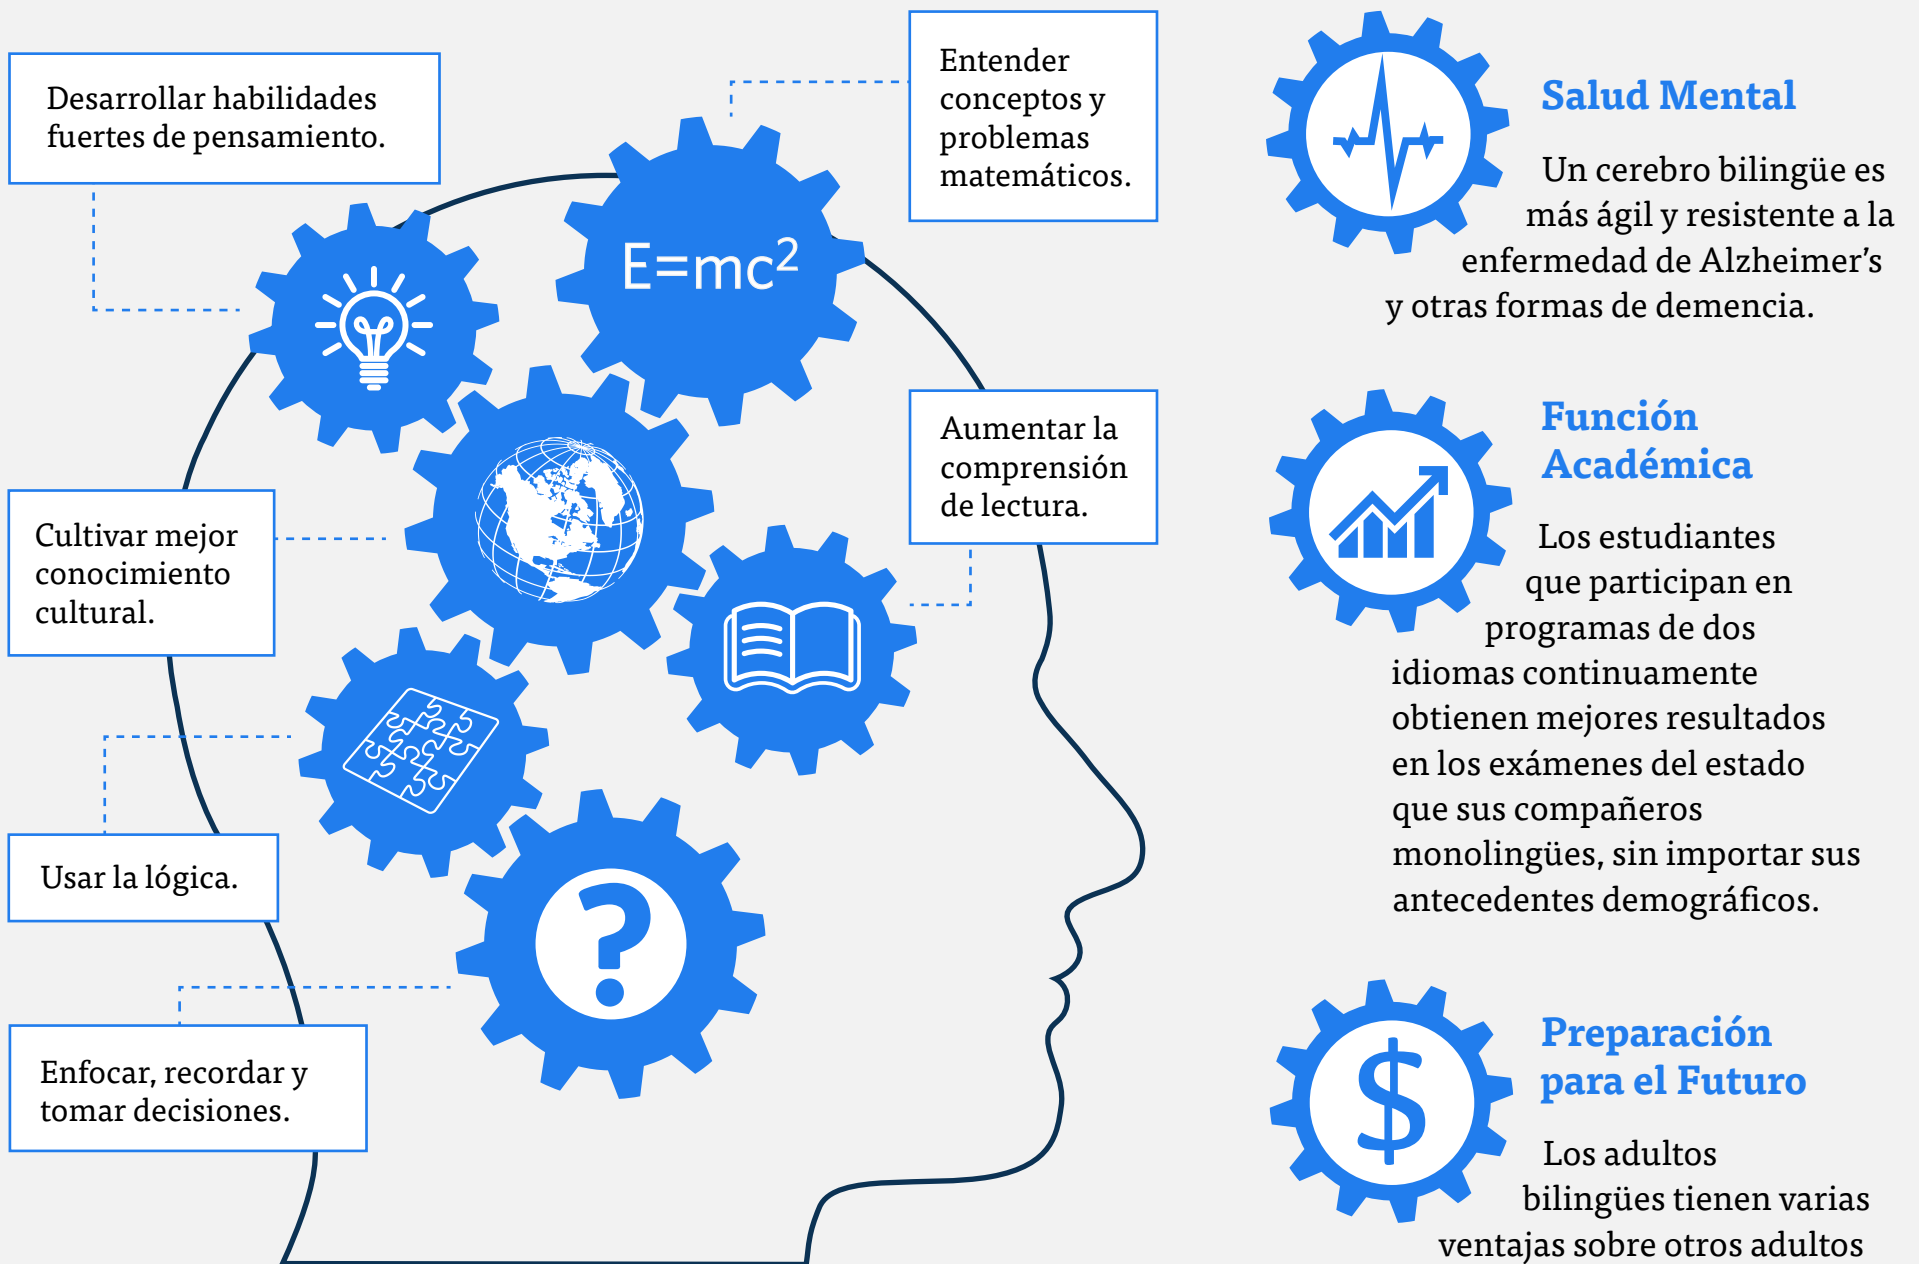 Desarrollar habilidades
fuertes de pensamiento.
Entender
conceptos y
problemas
matemáticos.
E=mc²
Cultivar mejor
conocimiento
cultural.
Aumentar la
comprensión
de lectura.
Usar la lógica.
?
Enfocar, recordar y
tomar decisiones.
Salud Mental
Un cerebro bilingüe es
más ágil y resistente a la
enfermedad de Alzheimer’s
y otras formas de demencia.
Función
Académica
Los estudiantes
que participan en
programas de dos
idiomas continuamente
obtienen mejores resultados
en los exámenes del estado
que sus compañeros
monolingües, sin importar sus
antecedentes demográficos.
$
Preparación
para el Futuro
Los adultos
bilingües tienen varias
ventajas sobre otros adultos